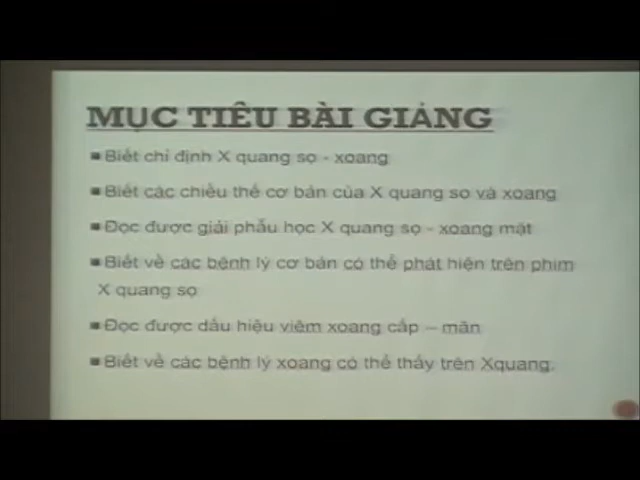 MỤC TIÊU BÀI GIẢNG
Biết chỉ định X quang sọ - xoang
Biết các chiều thế cơ bản của X quang sọ và xoang
Đọc được giải phẫu học X quang sọ - xoang mặt
Biết về các bệnh lý cơ bản có thể phát hiện trên phim
X quang sọ
Đọc được dấu hiệu viêm xoang cấp – mãn
Biết về các bệnh lý xoang có thể thấy trên Xquang.